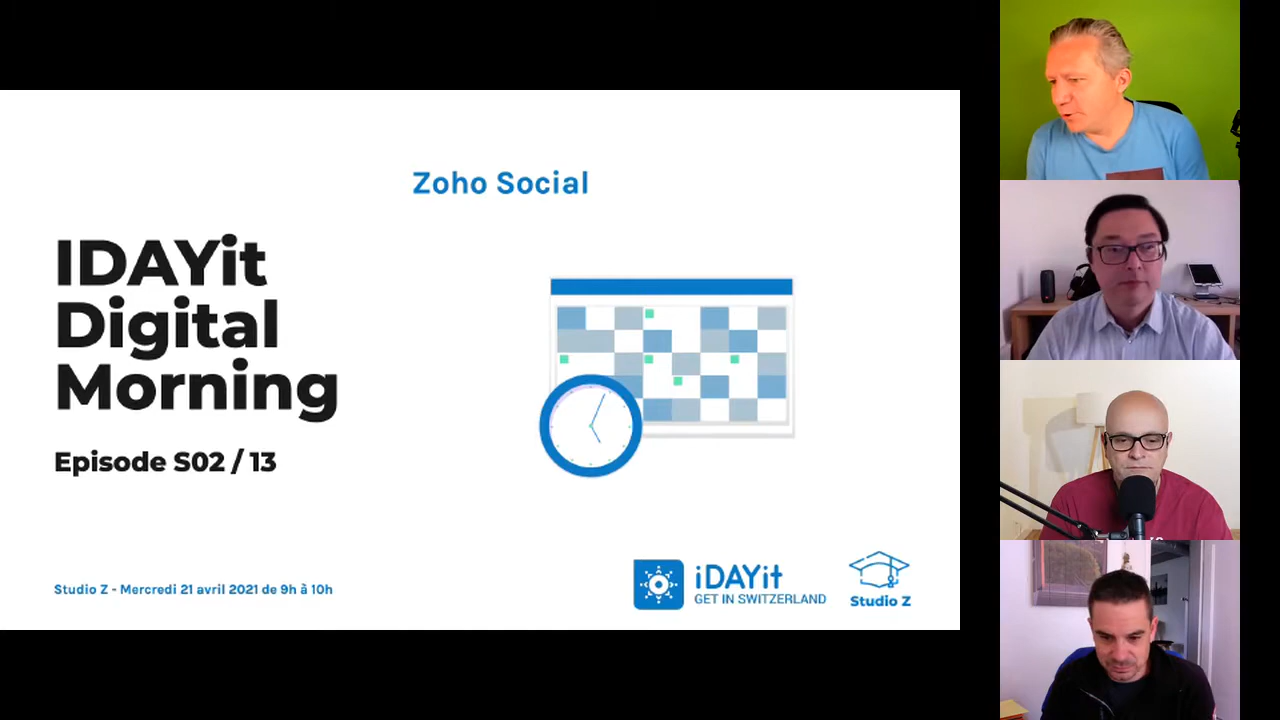 Zoho Social
IDAYit
Digital
Morning
Episode S02 / 13
Studio Z - Mercredi 21 avril 2021 de 9h à 10h
iDAYit
GET IN SWITZERLAND
Studio Z